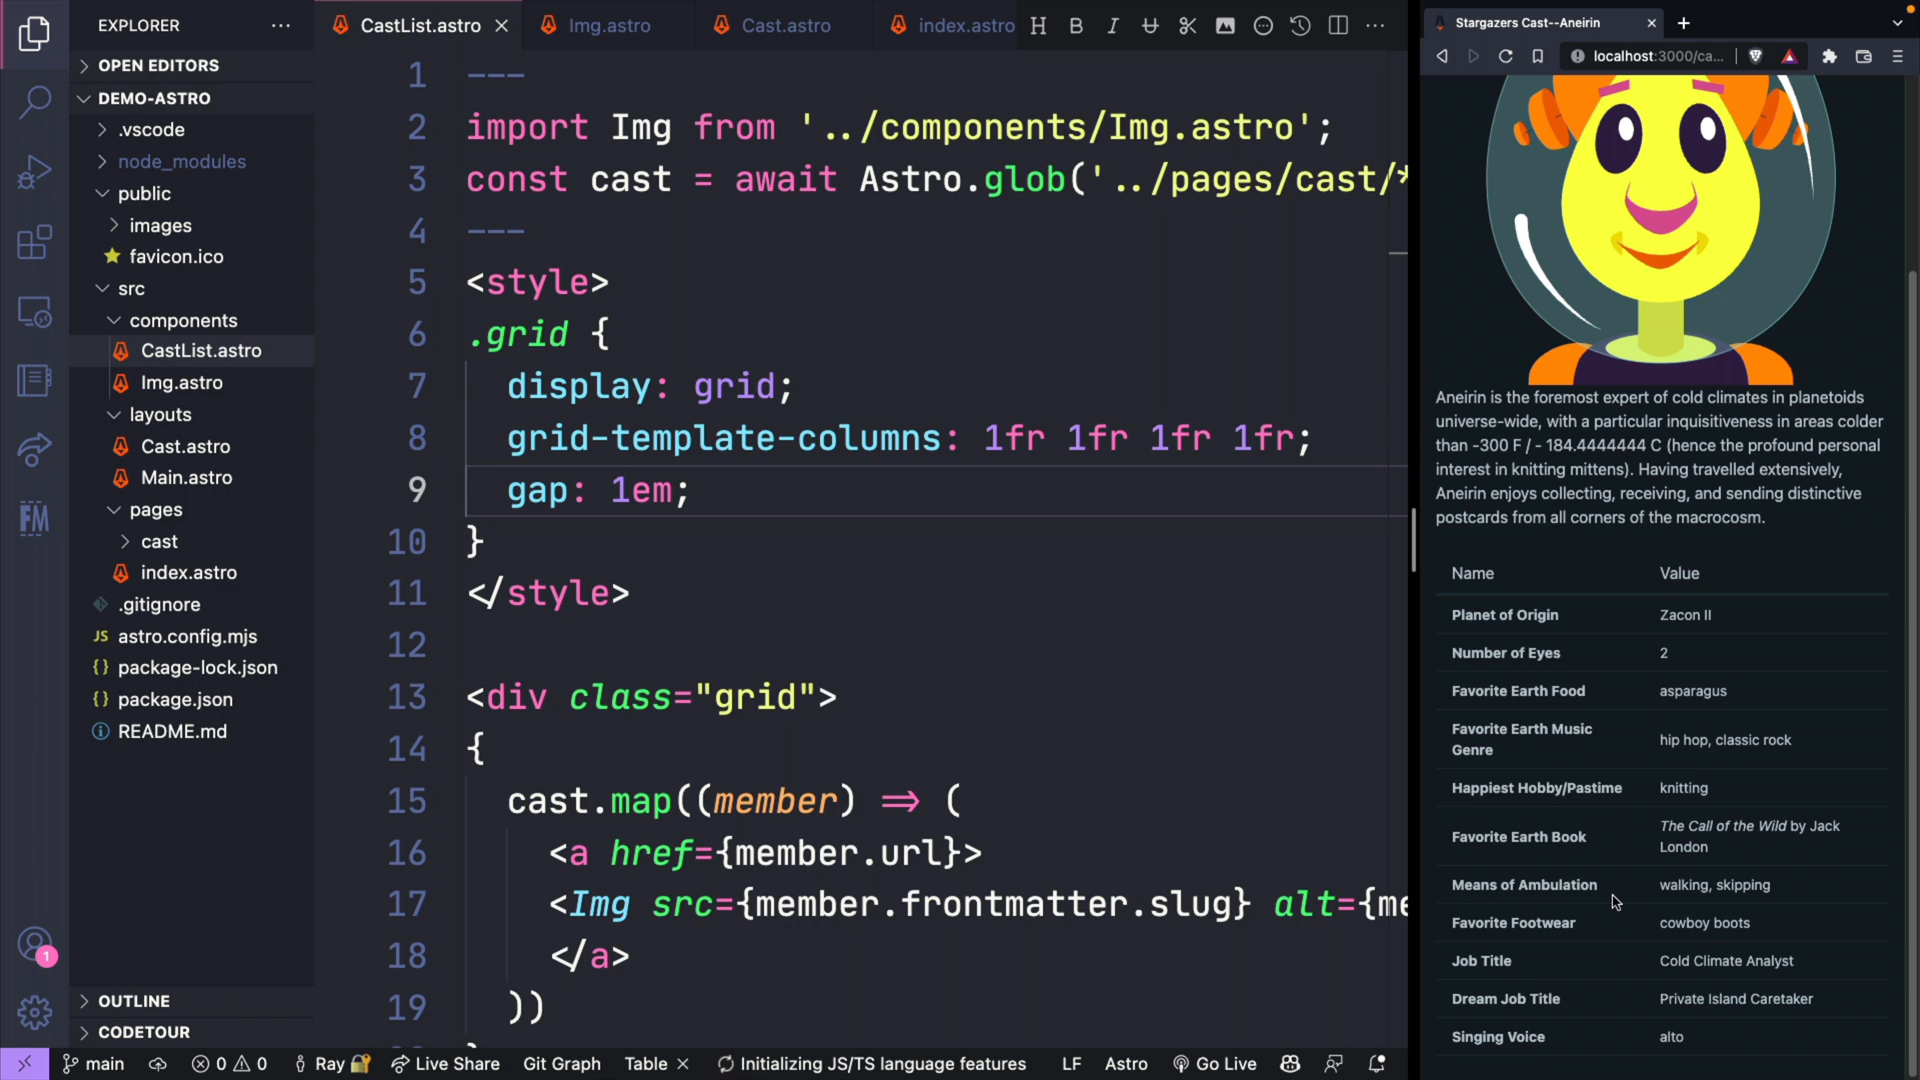 EXPLORER
OPEN EDITORS
DEMO-ASTRO
.vscode
node_modules
public
images
favicon.ico
src
components
CastList.astro
Img.astro
layouts
Cast.astro
Main.astro
pages
cast
index.astro
.gitignore
JS astro.config.mjs
{} package-lock.json
{} package.json
README.md
OUTLINE
CODETOUR
FM
1
CastList.astro
Img.astro
Cast.astro
index.astro
H B I U
1 ---
2 import Img from '../components/Img.astro';
3 const cast = await Astro.glob('../pages/cast/*
4 ---
5 <style>
6 .grid {
7 display: grid;
8 grid-template-columns: 1fr 1fr 1fr 1fr;
9 gap: 1em;
10 }
11 </style>
12
13 <div class="grid">
14 {
15 cast.map((member) => (
16 <a href={member.url}>
17 <Img src={member.frontmatter.slug} alt={me
18 </a>
19 ))
main
0 0
Ray
Live Share
Git Graph
Table
Initializing JS/TS language features
LF
Astro
Go Live
Stargazers Cast--Aneirin
localhost:3000/ca...
Aneirin is the foremost expert of cold climates in planetoids
universe-wide, with a particular inquisitiveness in areas colder
than -300 F / - 184.4444444 C (hence the profound personal
interest in knitting mittens). Having travelled extensively,
Aneirin enjoys collecting, receiving, and sending distinctive
postcards from all corners of the macrocosm.
Name Value
Planet of Origin Zacon II
Number of Eyes 2
Favorite Earth Food asparagus
Favorite Earth Music
Genre
hip hop, classic rock
Happiest Hobby/Pastime knitting
Favorite Earth Book
The Call of the Wild by Jack
London
Means of Ambulation walking, skipping
Favorite Footwear cowboy boots
Job Title Cold Climate Analyst
Dream Job Title Private Island Caretaker
Singing Voice alto